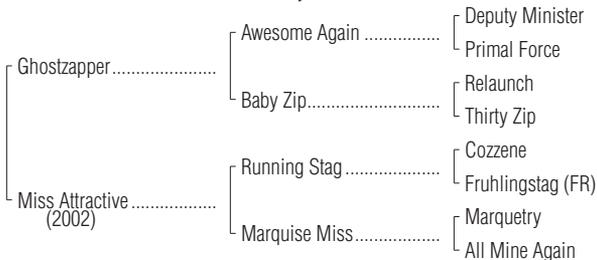 Deputy Minister
Awesome Again ................
Primal Force
Ghostzapper......................
Relaunch
Baby Zip............................
Thirty Zip
Cozzene
Running Stag ....................
Fruhlingstag (FR)
Miss Attractive ..................
(2002)
Marquetry
Marquise Miss..................
All Mine Again